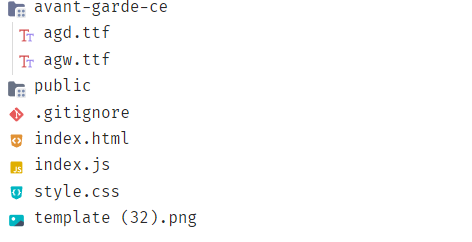 avant-garde-ce
agd.ttf
agw.ttf
public
.gitignore
index.html
index.js
style.css
template (32).png